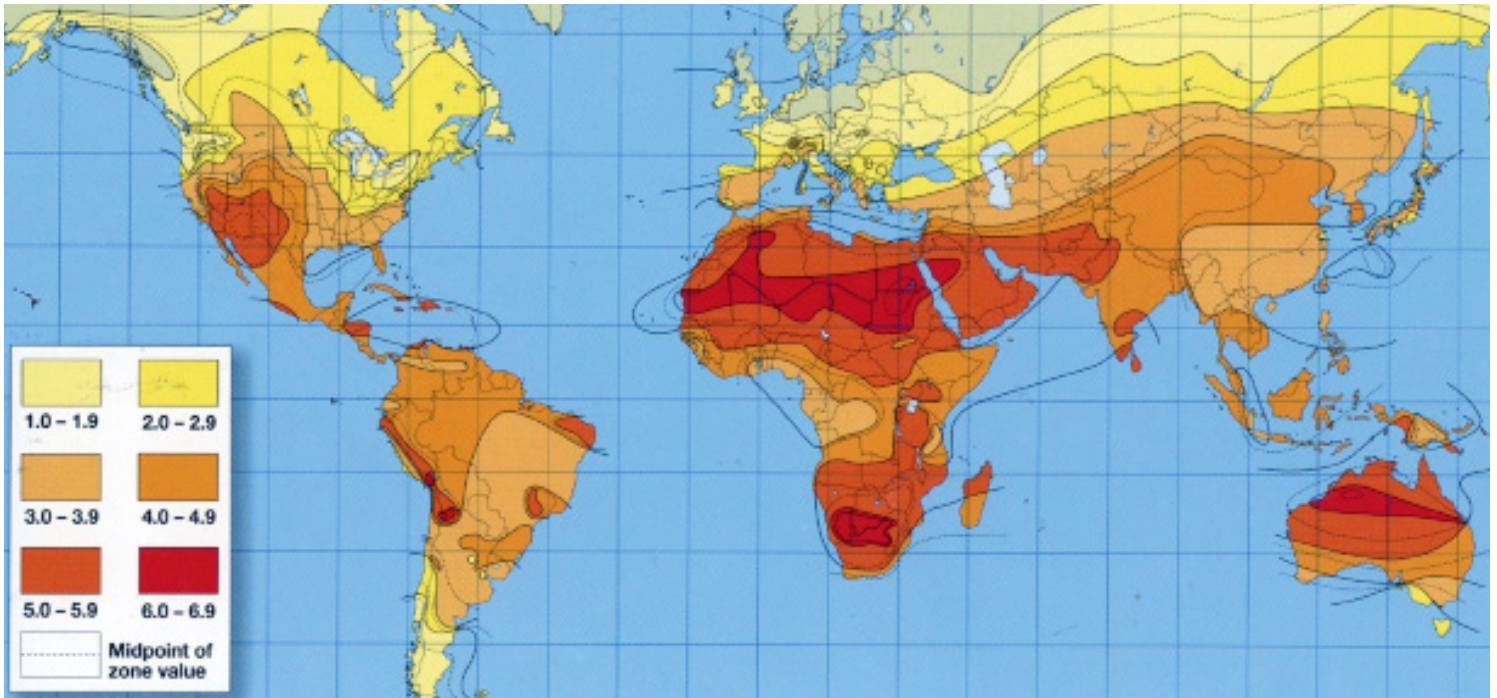 1.0 – 1.9 2.0 – 2.9
3.0 – 3.9 4.0 – 4.9
5.0 – 5.9 6.0 – 6.9
Midpoint of
zone value